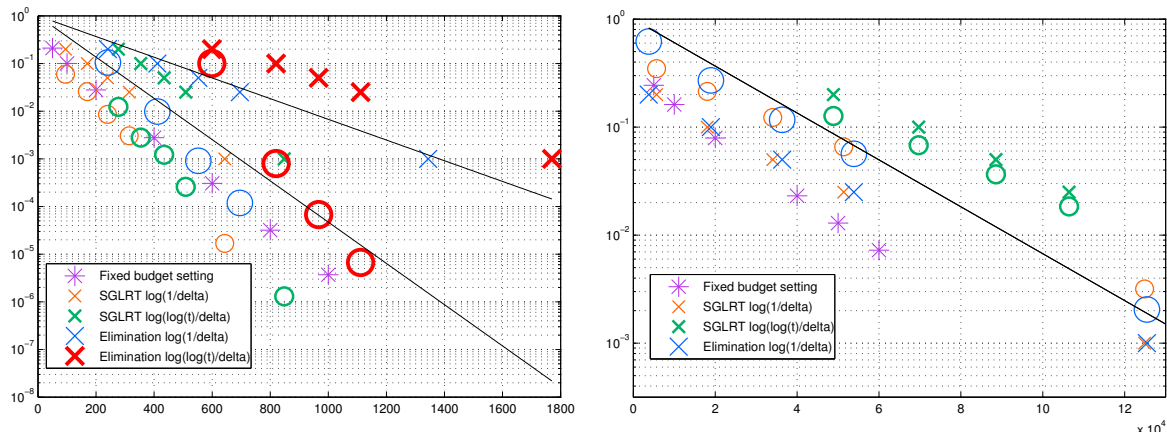 10^0
10^-1
10^-2
10^-3
10^-4
10^-5
10^-6
10^-7
10^-8
0 200 400 600 800 1000 1200 1400 1600 1800
Fixed budget setting
SGLRT log(1/delta)
SGLRT log(log(t)/delta)
Elimination log(1/delta)
Elimination log(log(t)/delta)
10^0
10^-1
10^-2
10^-3
0 2 4 6 8 10 12
x 10^4
Fixed budget setting
SGLRT log(1/delta)
SGLRT log(log(t)/delta)
Elimination log(1/delta)